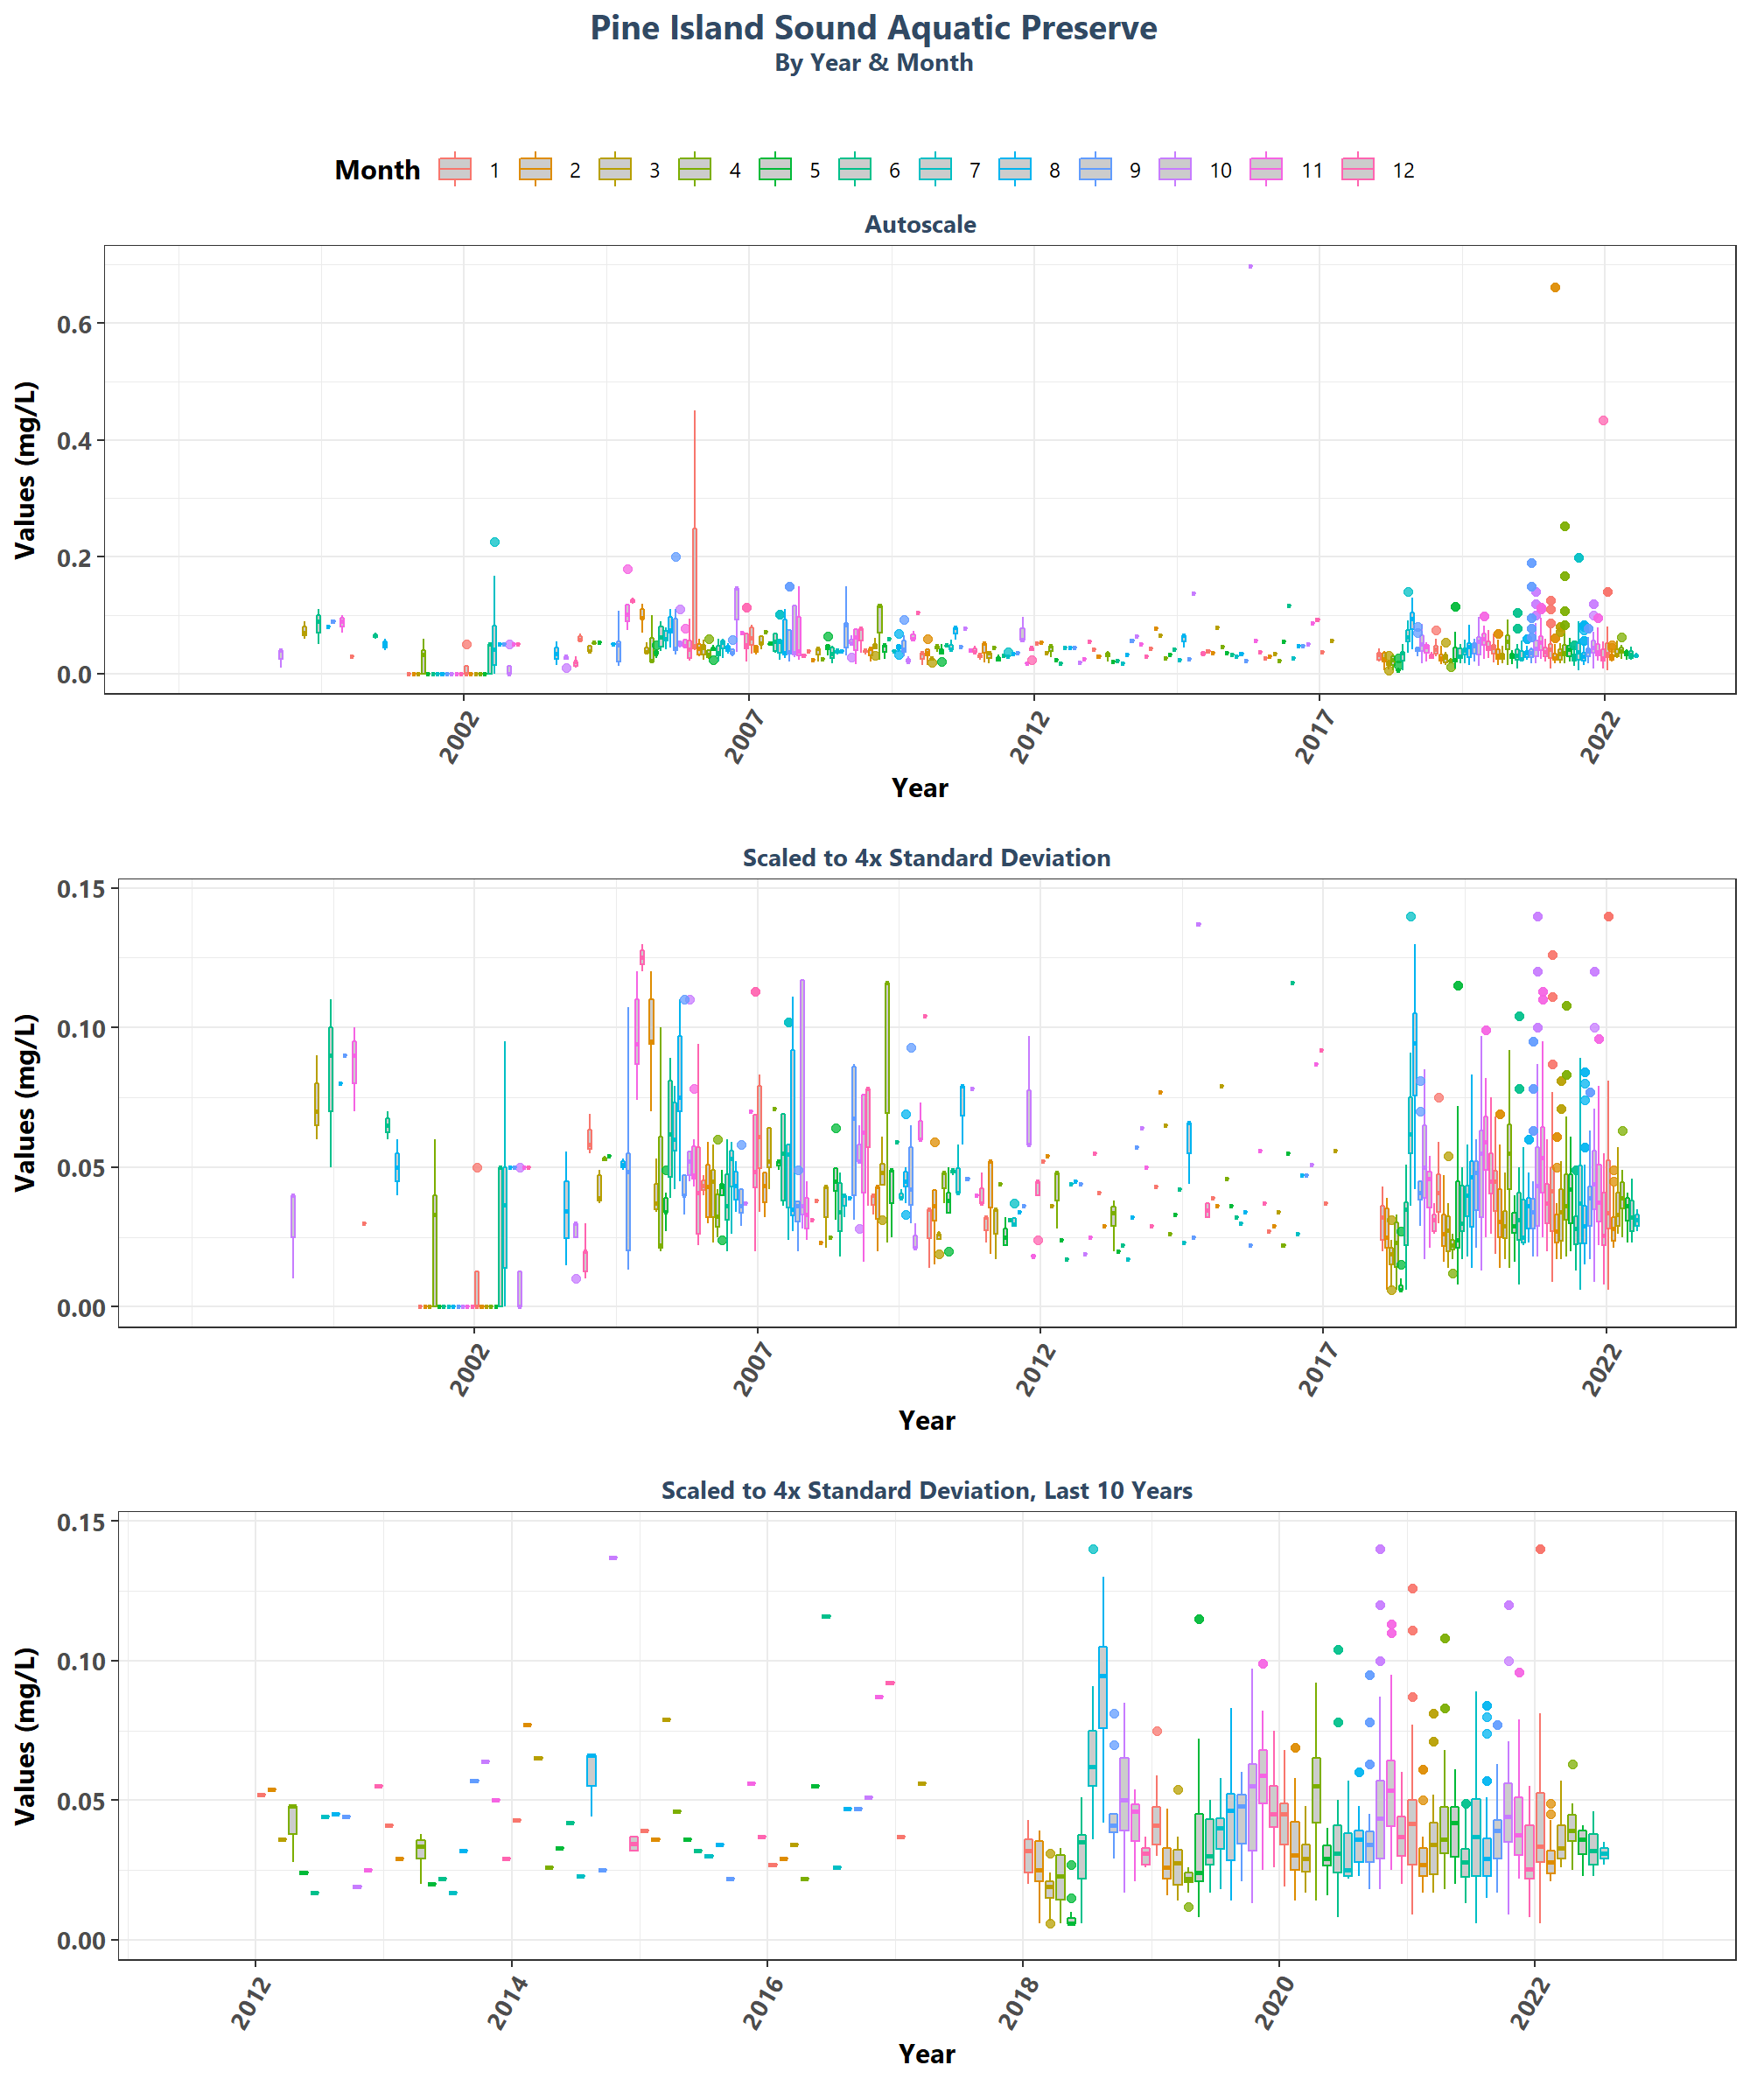 Pine Island Sound Aquatic Preserve
By Year & Month
Month 1 2 3 4 5 6 7 8 9 10 11 12
Autoscale
Values (mg/L)
0.6
0.4
0.2
0.0
2002 2007 2012 2017 2022
Year
Scaled to 4x Standard Deviation
Values (mg/L)
0.15
0.10
0.05
0.00
2002 2007 2012 2017 2022
Year
Scaled to 4x Standard Deviation, Last 10 Years
Values (mg/L)
0.15
0.10
0.05
0.00
2012 2014 2016 2018 2020 2022
Year